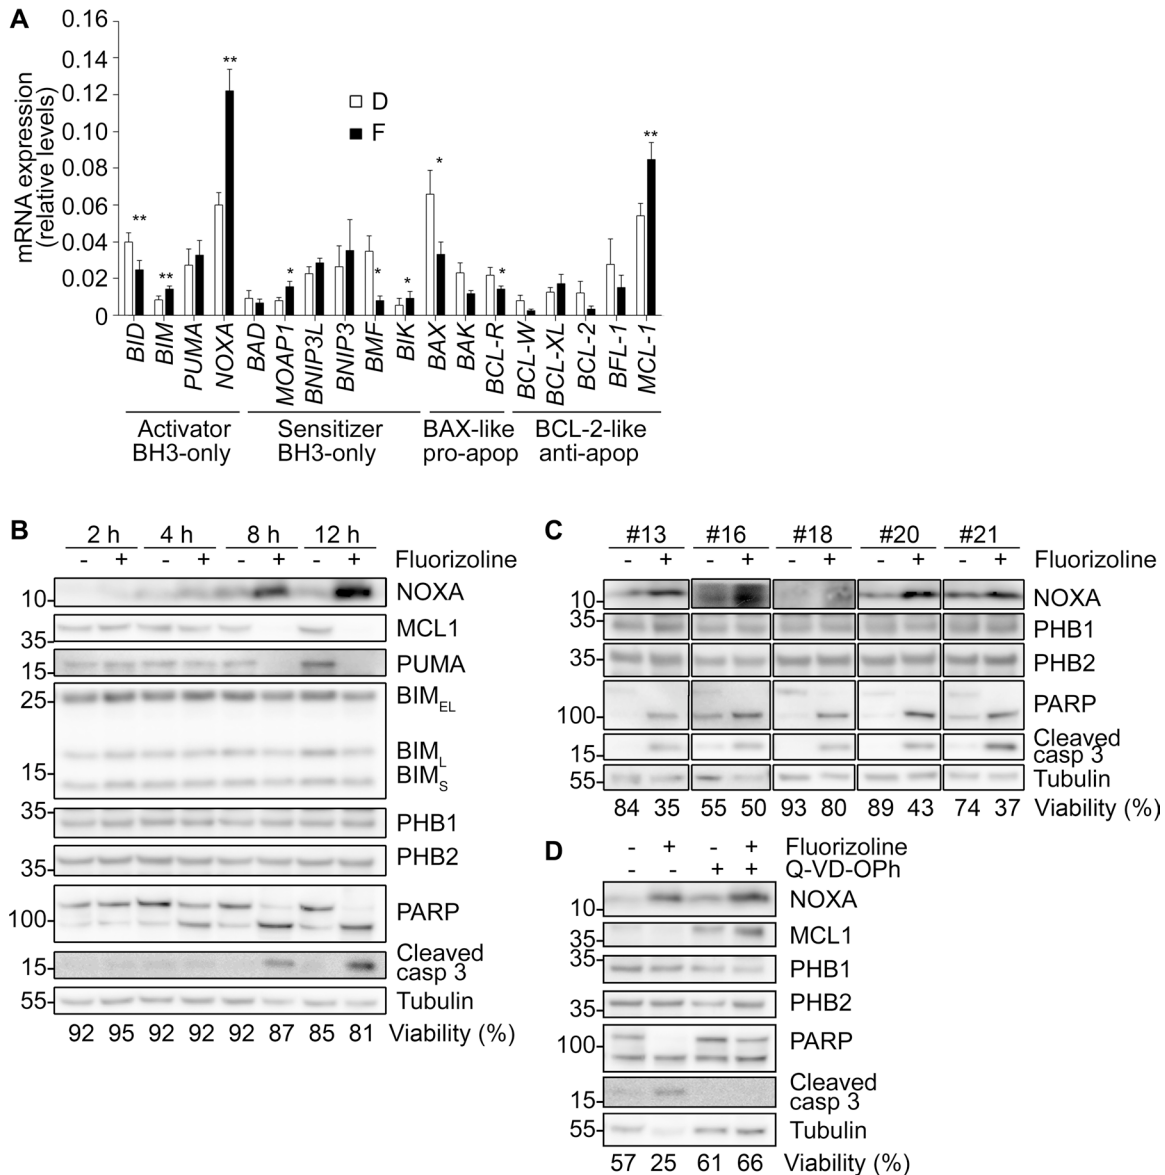 A
0.16
0.14
0.12
0.10
0.08
0.06
0.04
0.02
0
mRNA expression
(relative levels)
D
F
** ** ** * * * * * **
BID BIM PUMA NOXA BAD MOAP1 BNIP3L BNIP3 BMF BIK BAX BAK BCL-R BCL-W BCL-XL BCL-2 BFL-1 MCL-1
Activator Sensitizer BAX-like BCL-2-like
BH3-only BH3-only pro-apop anti-apop
B
2 h 4 h 8 h 12 h
- + - + - + - + Fluorizoline
10 NOXA
35 MCL1
15 PUMA
25 BIMEL
BIML
15 BIMS
35 PHB1
35 PHB2
100 PARP
15 Cleaved
casp 3
55 Tubulin
92 95 92 92 92 87 85 81 Viability (%)
C
#13 #16 #18 #20 #21
- + - + - + - + - + Fluorizoline
10 NOXA
35 PHB1
35 PHB2
100 PARP
15 Cleaved
casp 3
55 Tubulin
84 35 55 50 93 80 89 43 74 37 Viability (%)
D
- + - + Fluorizoline
- - + + Q-VD-OPh
10 NOXA
35 MCL1
35 PHB1
35 PHB2
100 PARP
15 Cleaved
casp 3
55 Tubulin
57 25 61 66 Viability (%)